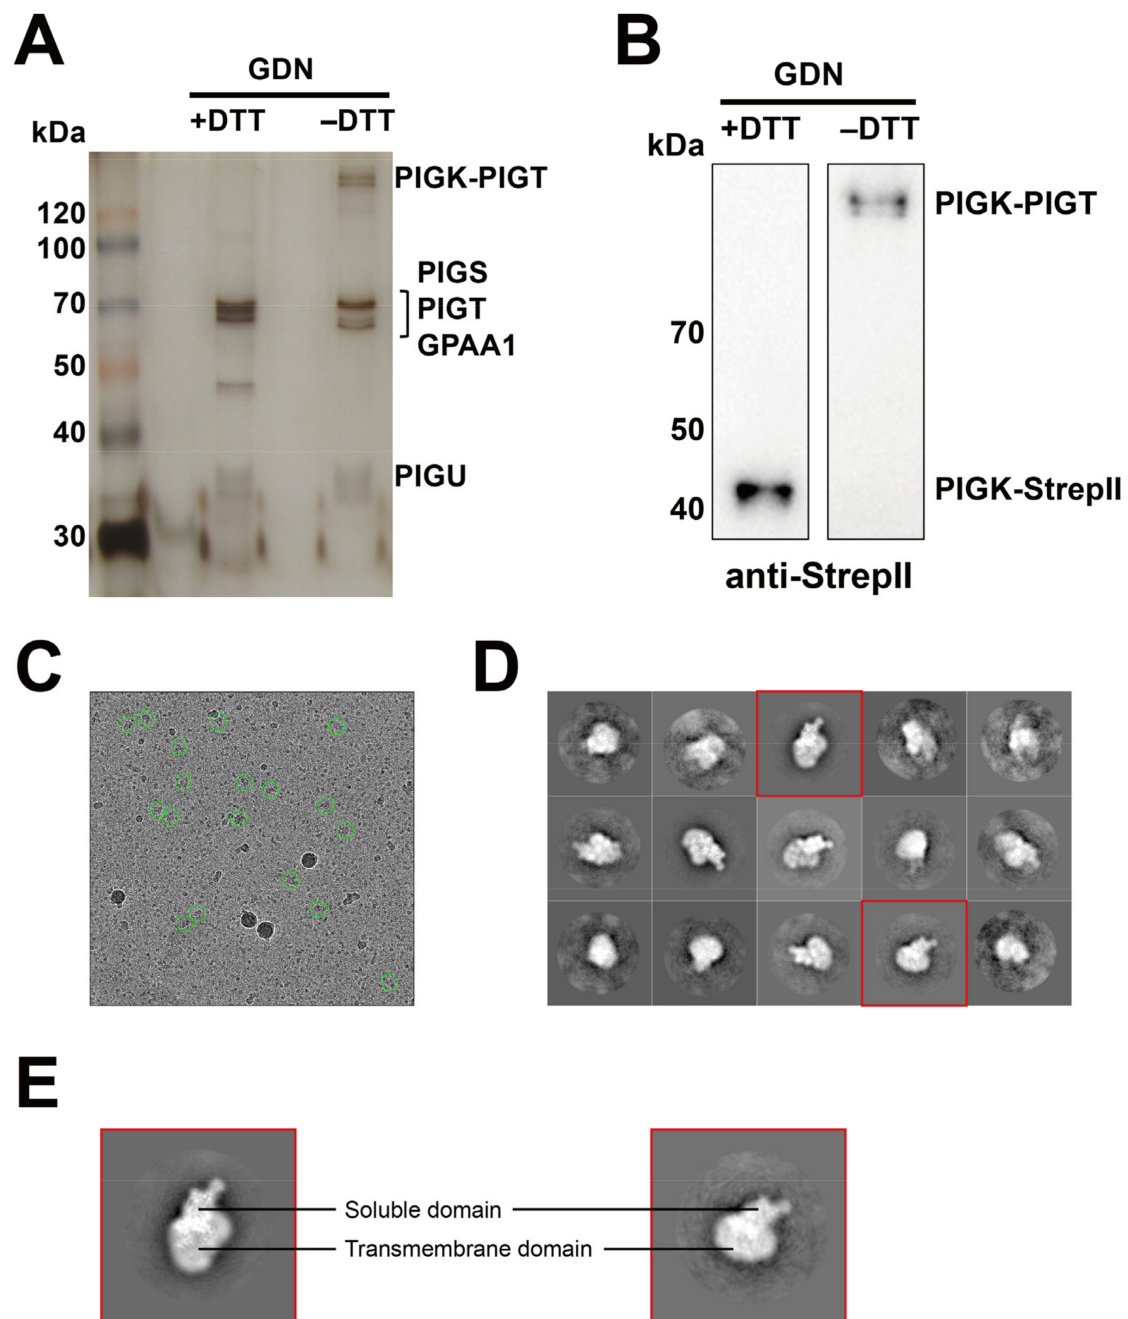 A
GDN
+DTT
–DTT
kDa
120
100
70
50
40
30
PIGK-PIGT
PIGS
PIGT
GPAA1
PIGU
B
GDN
+DTT
–DTT
kDa
70
50
40
PIGK-PIGT
PIGK-StrepII
anti-StrepII
C
D
E
Soluble domain
Transmembrane domain